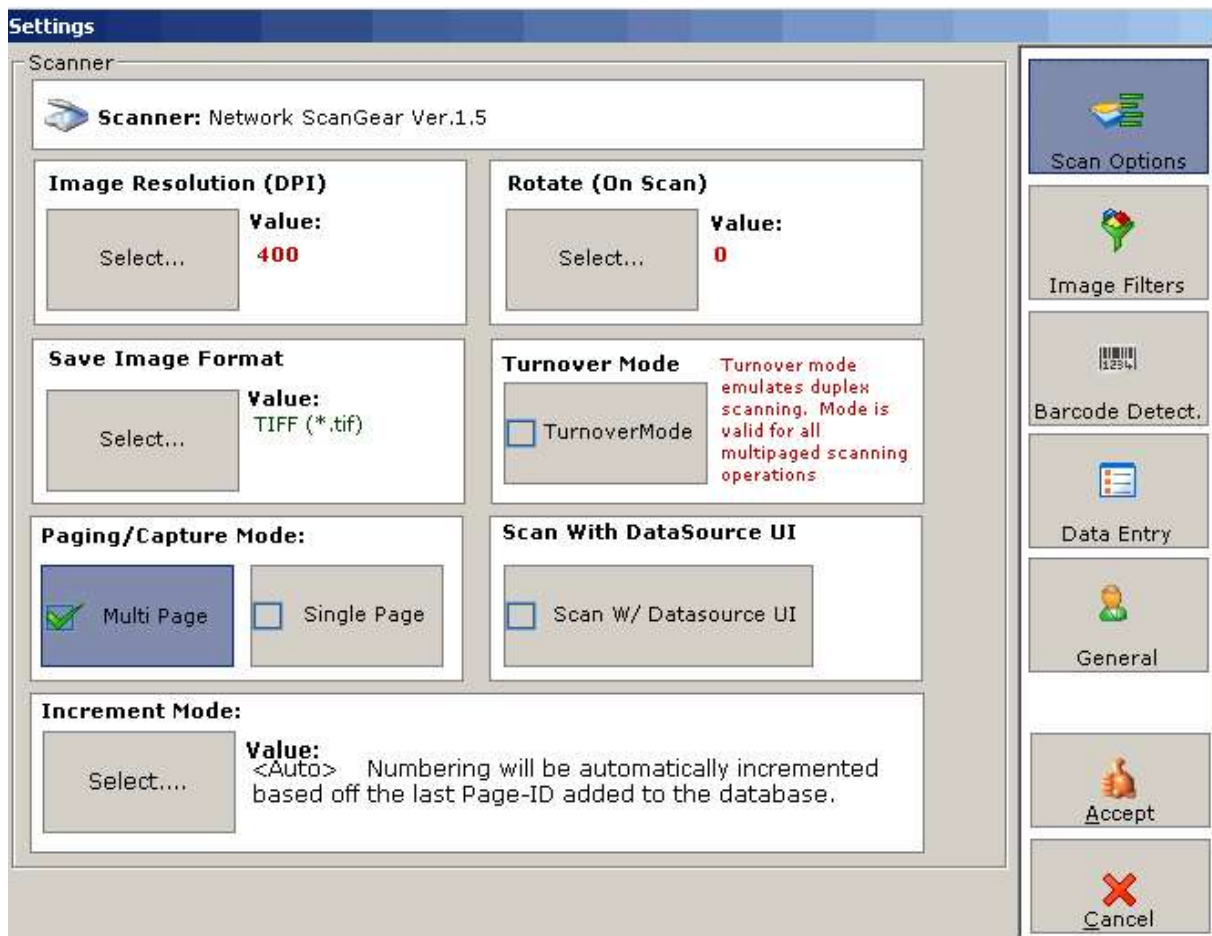 Settings
Scanner
Scanner: Network ScanGear Ver.1.5
Image Resolution (DPI)
Select...
Value:
400
Rotate (On Scan)
Select...
Value:
0
Save Image Format
Select...
Value:
TIFF (*.tif)
Turnover Mode
TurnoverMode
Turnover mode
emulates duplex
scanning. Mode is
valid for all
multipaged scanning
operations
Paging/Capture Mode:
Multi Page
Single Page
Scan With DataSource UI
Scan W/ Datasource UI
Increment Mode:
Select....
Value:
<Auto> Numbering will be automatically incremented
based off the last Page-ID added to the database.
Scan Options
Image Filters
1234
Barcode Detect.
Data Entry
General
Accept
Cancel